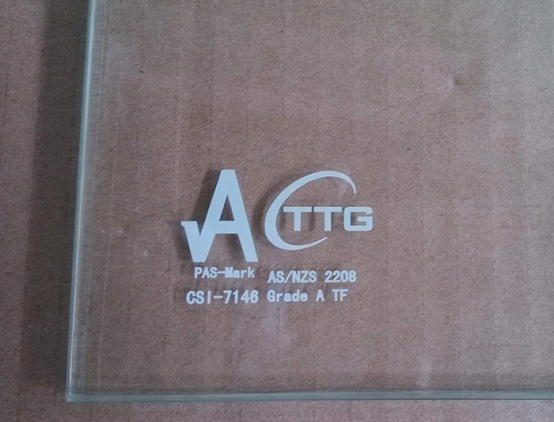 A TTG
PAS-Mark AS/NZS 2208
CSI-7146 Grade A TF